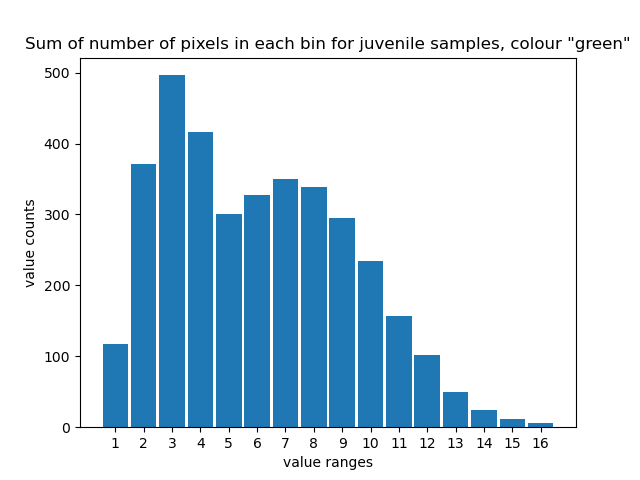 Sum of number of pixels in each bin for juvenile samples, colour "green"
500
400
300
200
100
0
value counts
1 2 3 4 5 6 7 8 9 10 11 12 13 14 15 16
value ranges